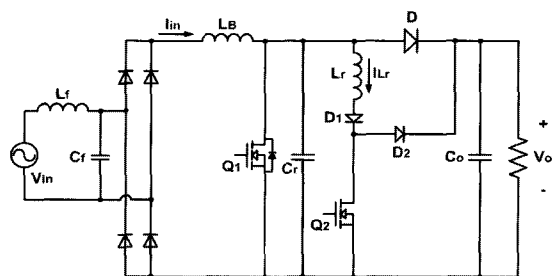 Iin
LB
D
Lr
ILr
Lf
D1
D2
Cf
Q1
Cr
Co
Vo
+
-
Vin
Q2